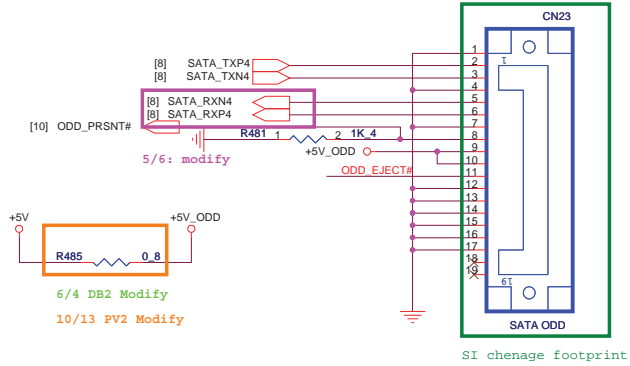 CN23
[8] SATA_TXP4
[8] SATA_TXN4
[8] SATA_RXN4
[8] SATA_RXP4
[10] ODD_PRSNT#
R481 1 2 1K_4
5/6: modify
+5V_ODD
ODD_EJECT#
1
2
3
4
5
6
7
8
9
10
11
12
13
14
15
16
17
18
19
1
19
SATA ODD
+5V +5V_ODD
R485 0_8
6/4 DB2 Modify
10/13 PV2 Modify
SI chenage footprint